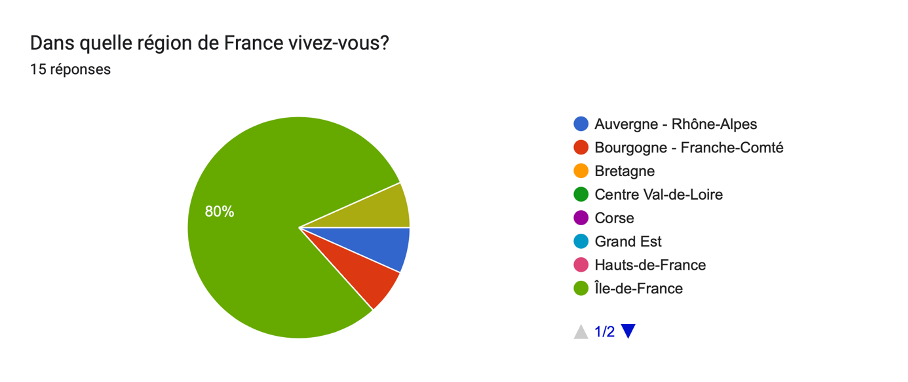 Dans quelle région de France vivez-vous?
15 réponses
80%
Auvergne - Rhône-Alpes
Bourgogne - Franche-Comté
Bretagne
Centre Val-de-Loire
Corse
Grand Est
Hauts-de-France
Île-de-France
1/2